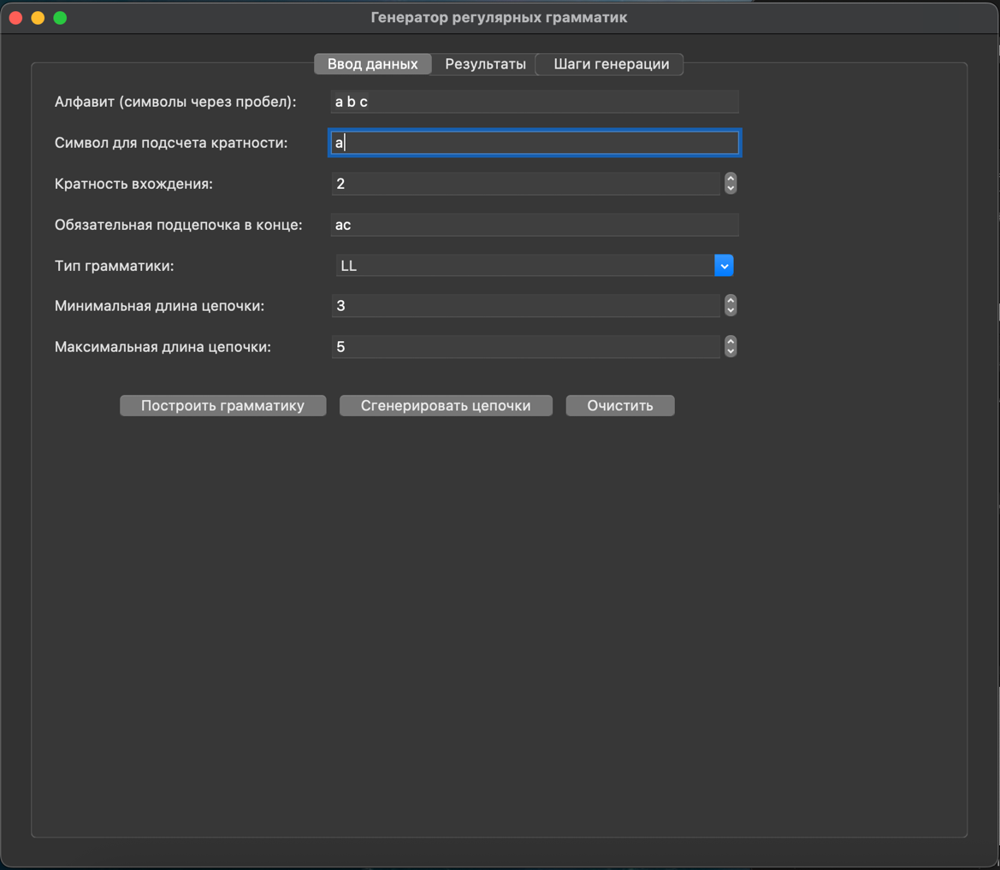 Генератор регулярных грамматик
Ввод данных Результаты Шаги генерации
Алфавит (символы через пробел): a b c
Символ для подсчета кратности: a
Кратность вхождения: 2
Обязательная подцепочка в конце: ac
Тип грамматики: LL
Минимальная длина цепочки: 3
Максимальная длина цепочки: 5
Построить грамматику Сгенерировать цепочки Очистить